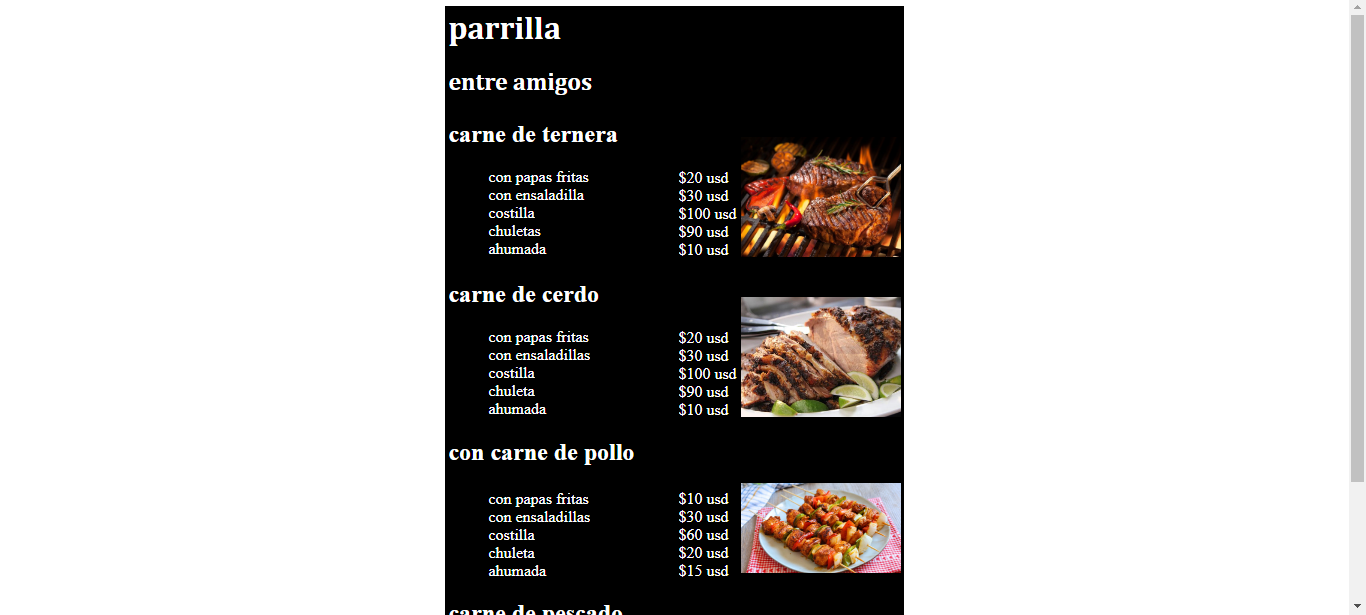 parrilla
entre amigos
carne de ternera
con papas fritas $20 usd
con ensaladilla $30 usd
costilla $100 usd
chuletas $90 usd
ahumada $10 usd
carne de cerdo
con papas fritas $20 usd
con ensaladillas $30 usd
costilla $100 usd
chuleta $90 usd
ahumada $10 usd
con carne de pollo
con papas fritas $10 usd
con ensaladillas $30 usd
costilla $60 usd
chuleta $20 usd
ahumada $15 usd
carne de pescado